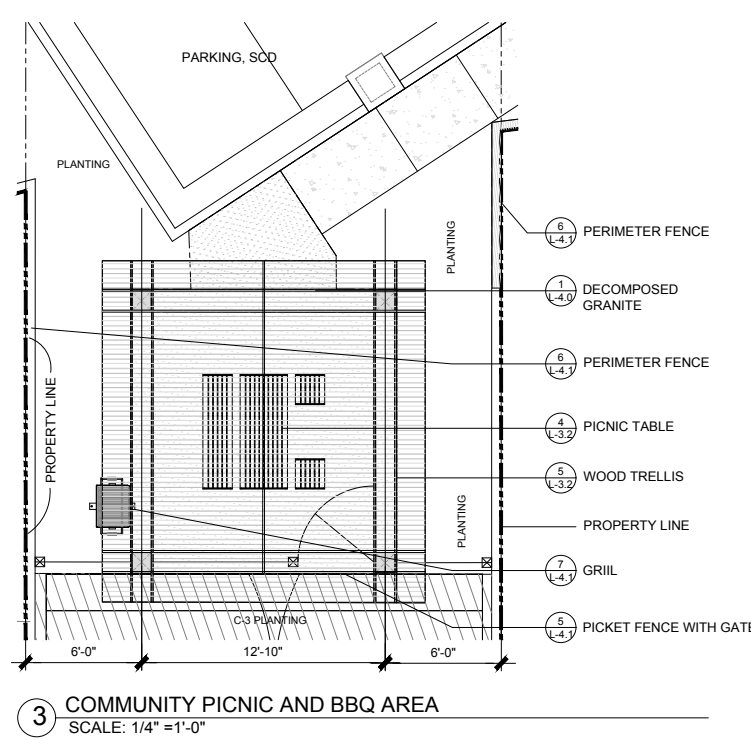 PARKING, SCD
PLANTING
PLANTING
6
L-4.1
PERIMETER FENCE
1
L-4.0
DECOMPOSED
GRANITE
6
L-4.1
PERIMETER FENCE
PROPERTY LINE
4
L-3.2
PICNIC TABLE
5
L-3.2
WOOD TRELLIS
PLANTING
PROPERTY LINE
7
L-4.1
GRIIL
C-3 PLANTING
5
L-4.1
PICKET FENCE WITH GATE
6'-0"
12'-10"
6'-0"
3
COMMUNITY PICNIC AND BBQ AREA
SCALE: 1/4" =1'-0"